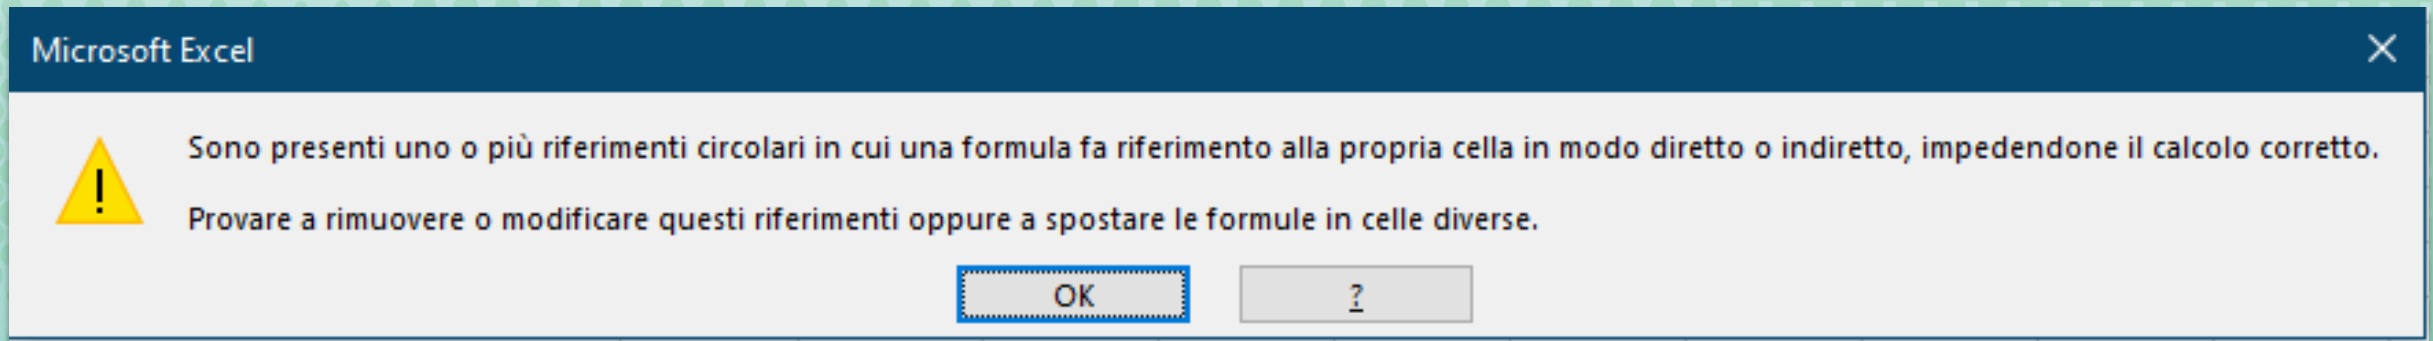 Microsoft Excel
Sono presenti uno o più riferimenti circolari in cui una formula fa riferimento alla propria cella in modo diretto o indiretto, impedendone il calcolo corretto.
Provare a rimuovere o modificare questi riferimenti oppure a spostare le formule in celle diverse.
OK ?